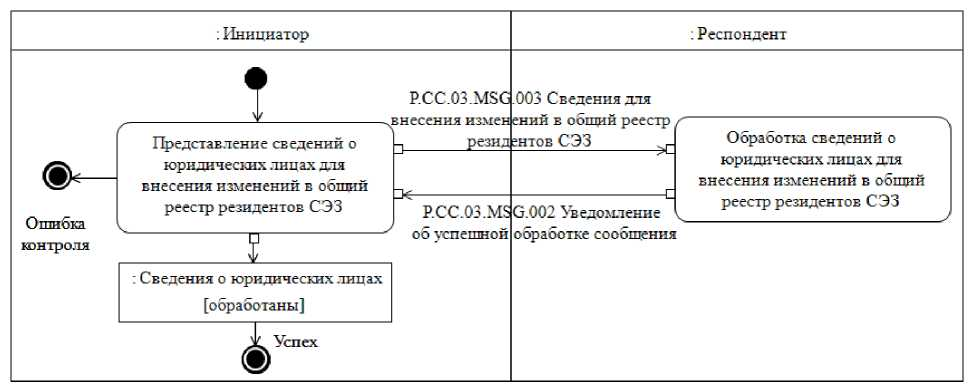 : Инициатор
: Респондент
P.CC.03.MSG.003 Сведения для
внесения изменений в общий реестр
резидентов СЭЗ
Представление сведений о
юридических лицах для
внесения изменений в общий
реестр резидентов СЭЗ
Обработка сведений о
юридических лицах для
внесения изменений в общий
реестр резидентов СЭЗ
P.CC.03.MSG.002 Уведомление
об успешной обработке сообщения
Ошибка
контроля
: Сведения о юридических лицах
[обработаны]
Успех